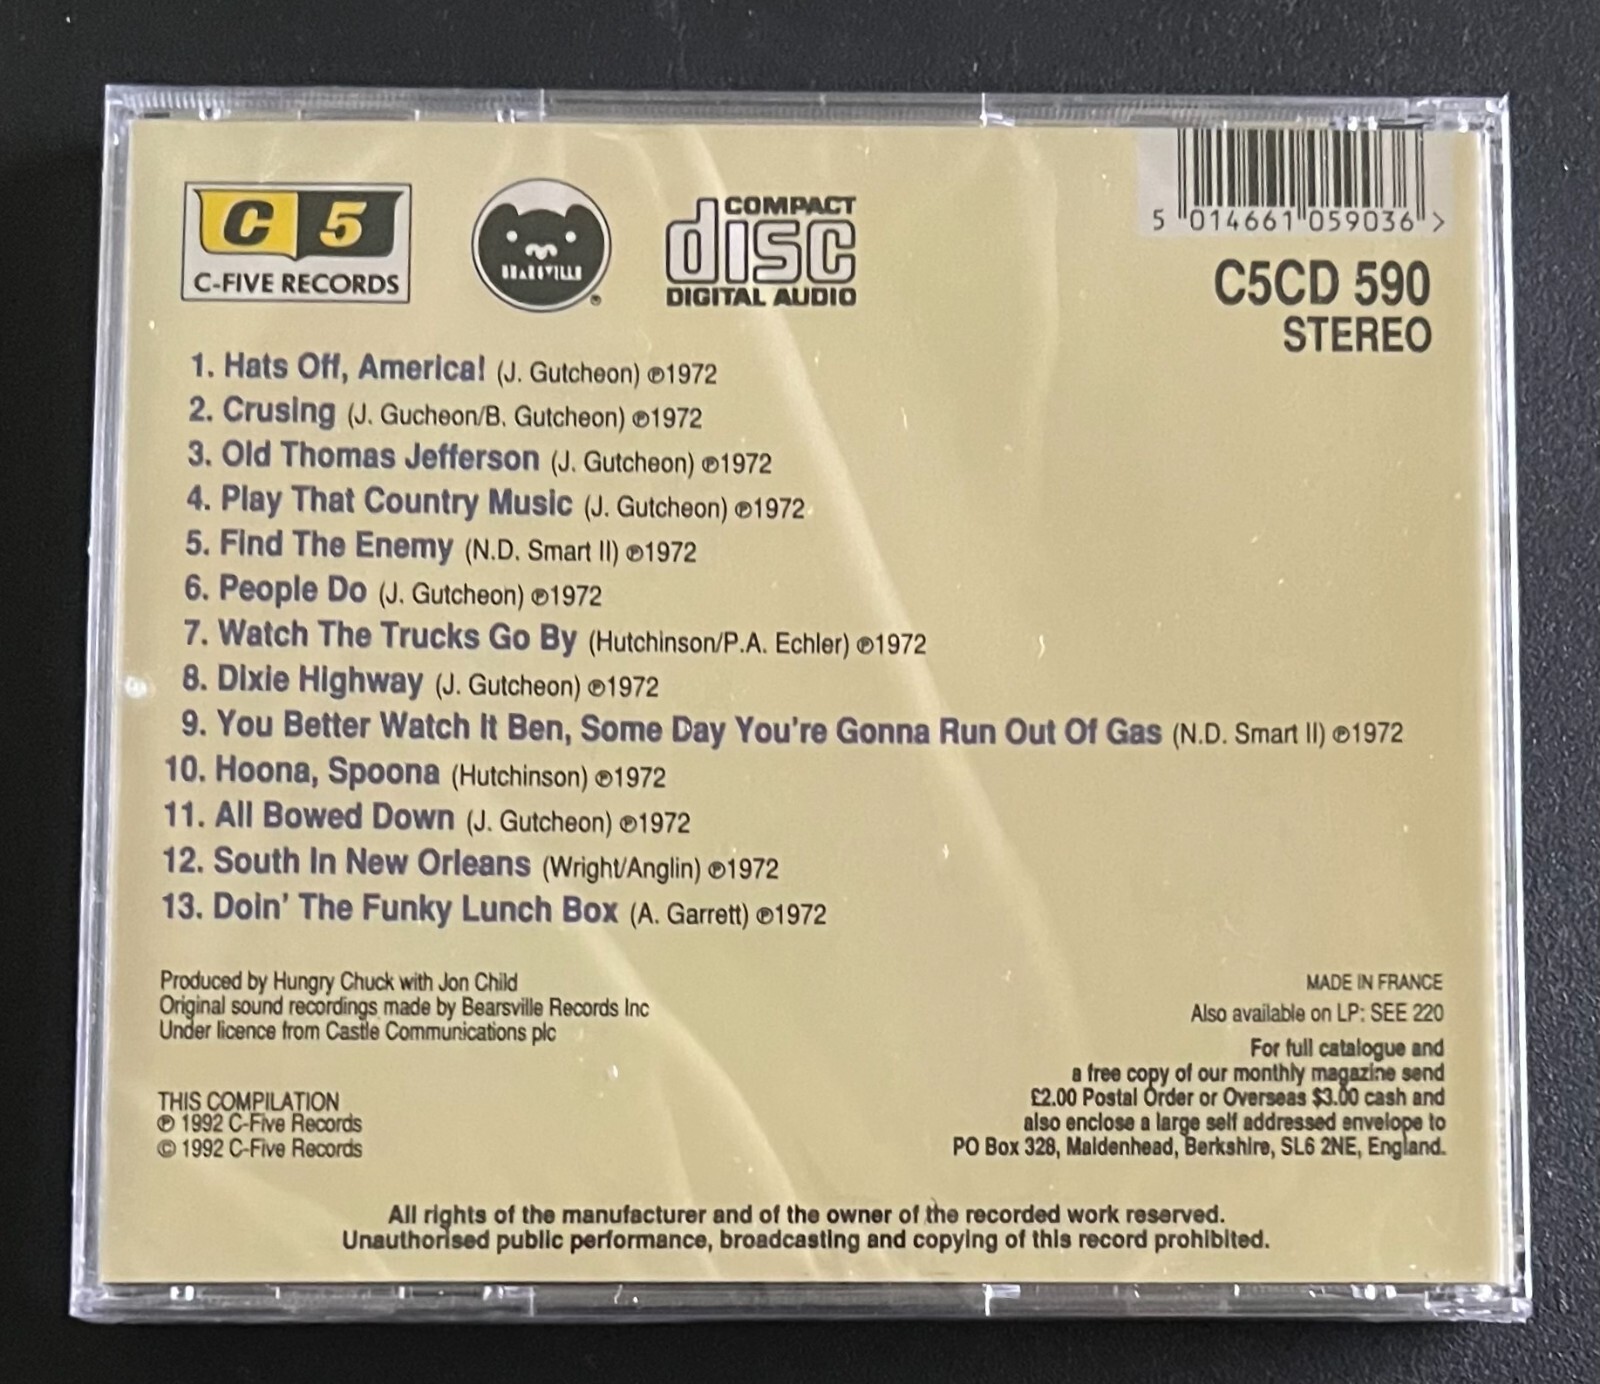 C 5
C-FIVE RECORDS
BEARSVILLE
®
COMPACT
disc
DIGITAL AUDIO
5 014661 059036 >
C5CD 590
STEREO
1. Hats Off, America! (J. Gutcheon) ℗1972
2. Crusing (J. Gucheon/B. Gutcheon) ℗1972
3. Old Thomas Jefferson (J. Gutcheon) ℗1972
4. Play That Country Music (J. Gutcheon) ℗1972
5. Find The Enemy (N.D. Smart II) ℗1972
6. People Do (J. Gutcheon) ℗1972
7. Watch The Trucks Go By (Hutchinson/P.A. Echler) ℗1972
8. Dixie Highway (J. Gutcheon) ℗1972
9. You Better Watch It Ben, Some Day You're Gonna Run Out Of Gas (N.D. Smart II) ℗1972
10. Hoona, Spoona (Hutchinson) ℗1972
11. All Bowed Down (J. Gutcheon) ℗1972
12. South In New Orleans (Wright/Anglin) ℗1972
13. Doin' The Funky Lunch Box (A. Garrett) ℗1972
Produced by Hungry Chuck with Jon Child
Original sound recordings made by Bearsville Records Inc
Under licence from Castle Communications plc
THIS COMPILATION
℗ 1992 C-Five Records
© 1992 C-Five Records
MADE IN FRANCE
Also available on LP: SEE 220
For full catalogue and
a free copy of our monthly magazine send
£2.00 Postal Order or Overseas $3.00 cash and
also enclose a large self addressed envelope to
PO Box 328, Maidenhead, Berkshire, SL6 2NE, England.
All rights of the manufacturer and of the owner of the recorded work reserved.
Unauthorised public performance, broadcasting and copying of this record prohibited.